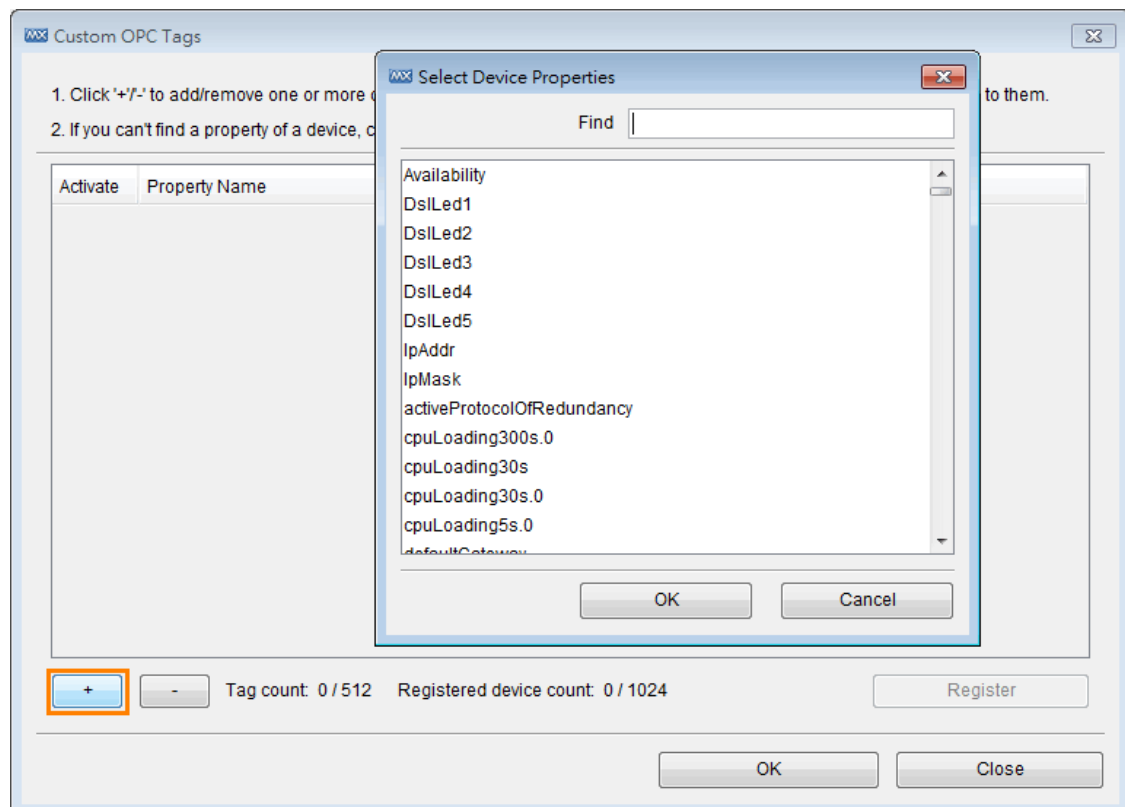 Custom OPC Tags
1. Click '+'/'-' to add/remove one or more
to them.
2. If you can't find a property of a device,
Activate Property Name
Select Device Properties
Find
Availability
DslLed1
DslLed2
DslLed3
DslLed4
DslLed5
IpAddr
IpMask
activeProtocolOfRedundancy
cpuLoading300s.0
cpuLoading30s
cpuLoading30s.0
cpuLoading5s.0
defaultGateway
OK Cancel
+ - Tag count: 0 / 512 Registered device count: 0 / 1024 Register
OK Close